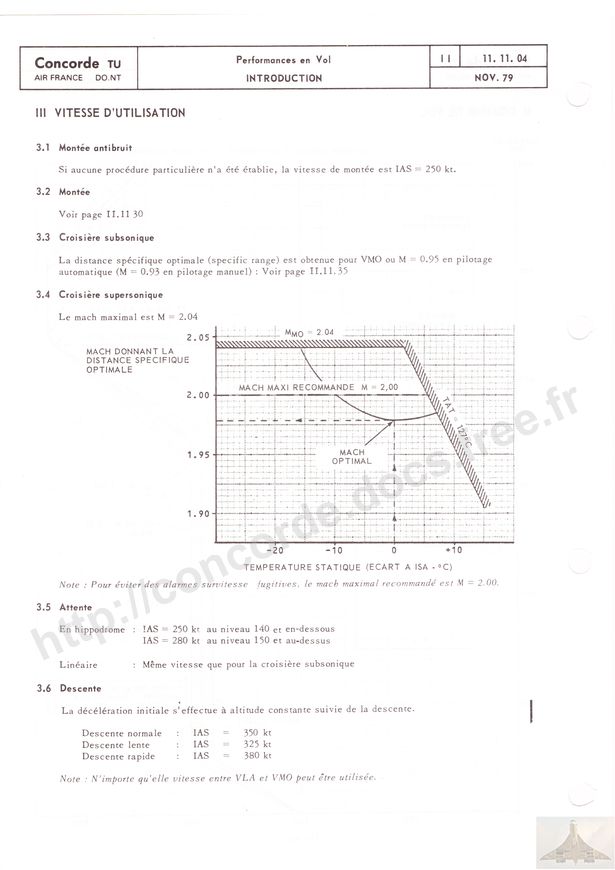 Concorde TU
AIR FRANCE DO.NT
Performances en Vol
INTRODUCTION
II
11. 11. 04
NOV. 79
III VITESSE D'UTILISATION
3.1 Montée antibruit
Si aucune procédure particulière n'a été établie, la vitesse de montée est IAS = 250 kt.
3.2 Montée
Voir page II.11 30
3.3 Croisière subsonique
La distance spécifique optimale (specific range) est obtenue pour VMO ou M = 0.95 en pilotage
automatique (M = 0.93 en pilotage manuel) : Voir page II.11.35
3.4 Croisière supersonique
Le mach maximal est M = 2.04
MACH DONNANT LA
DISTANCE SPECIFIQUE
OPTIMALE
2.05
2.00
1.95
1.90
MMO = 2.04
MACH MAXI RECOMMANDE M = 2,00
TAT 127°C
MACH
OPTIMAL
-20 -10 0 +10
TEMPERATURE STATIQUE (ECART A ISA - °C)
Note : Pour éviter des alarmes survitesse fugitives, le mach maximal recommandé est M = 2.00.
3.5 Attente
En hippodrome : IAS = 250 kt au niveau 140 et en-dessous
IAS = 280 kt au niveau 150 et au-dessus
Linéaire : Même vitesse que pour la croisière subsonique
3.6 Descente
La décélération initiale s'effectue à altitude constante suivie de la descente.
Descente normale : IAS = 350 kt
Descente lente : IAS = 325 kt
Descente rapide : IAS = 380 kt
Note : N'importe qu'elle vitesse entre VLA et VMO peut être utilisée.
http://concorde.docs.free.fr